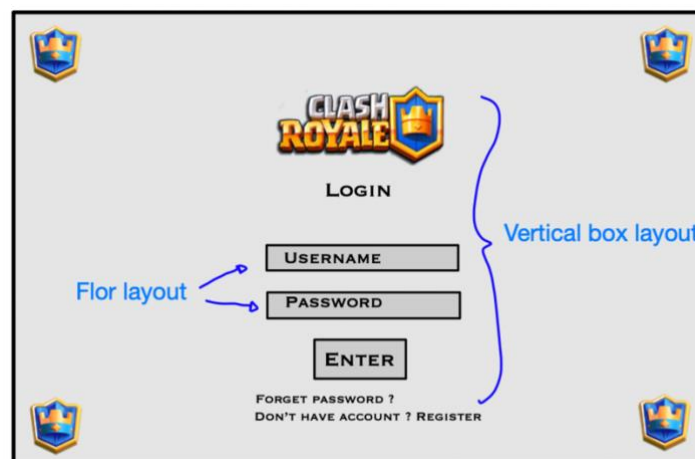 CLASH
ROYALE
LOGIN
Vertical box layout
USERNAME
Flor layout
PASSWORD
ENTER
FORGET PASSWORD ?
DON'T HAVE ACCOUNT ? REGISTER